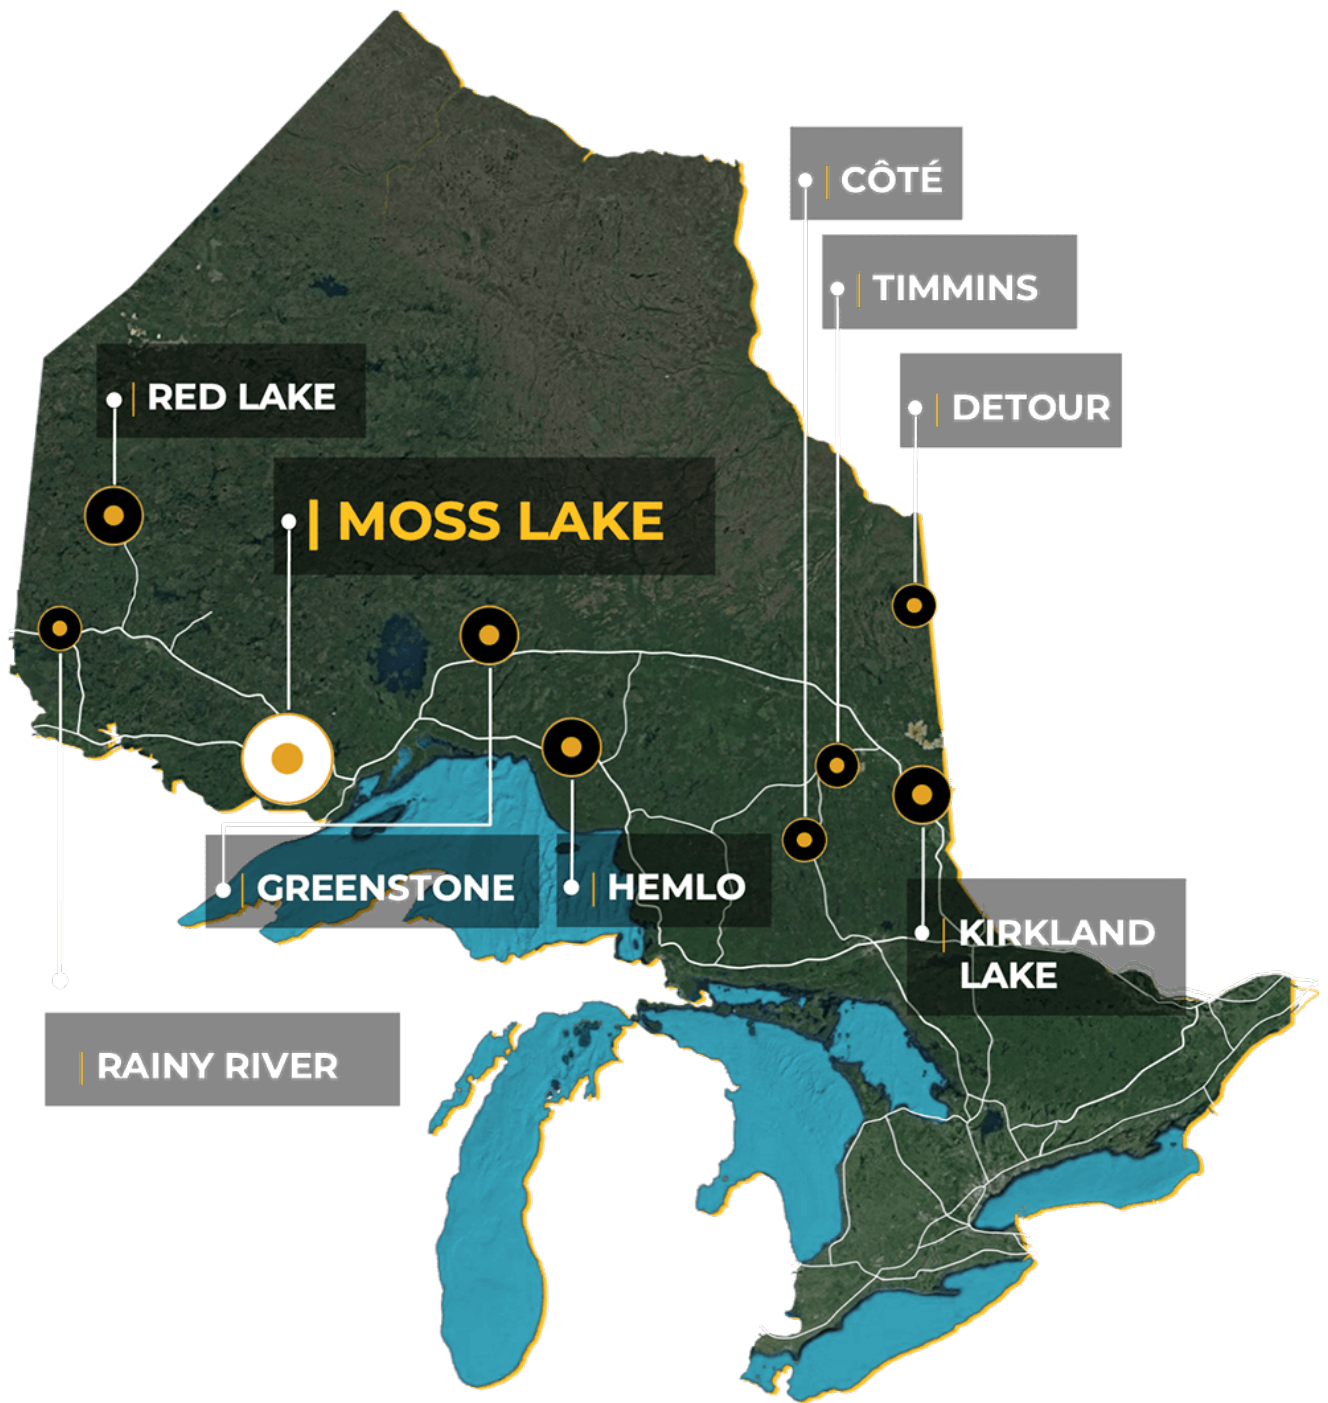 CÔTÉ
TIMMINS
DETOUR
RED LAKE
MOSS LAKE
GREENSTONE
HEMLO
KIRKLAND
LAKE
RAINY RIVER